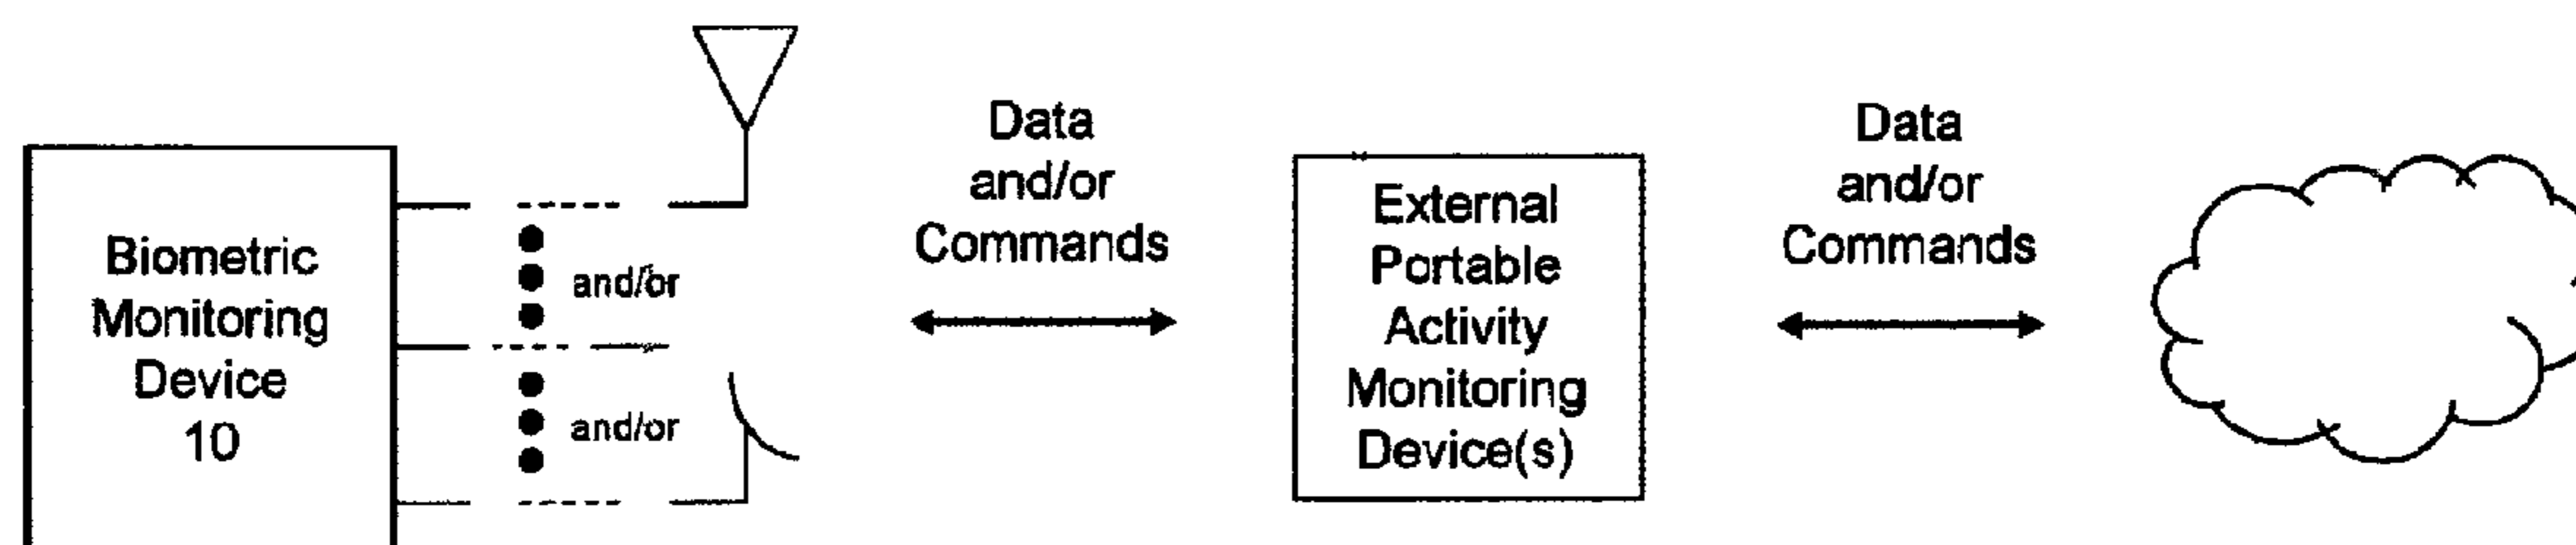 Biometric
Monitoring
Device
10
and/or
and/or
Data
and/or
Commands
External
Portable
Activity
Monitoring
Device(s)
Data
and/or
Commands